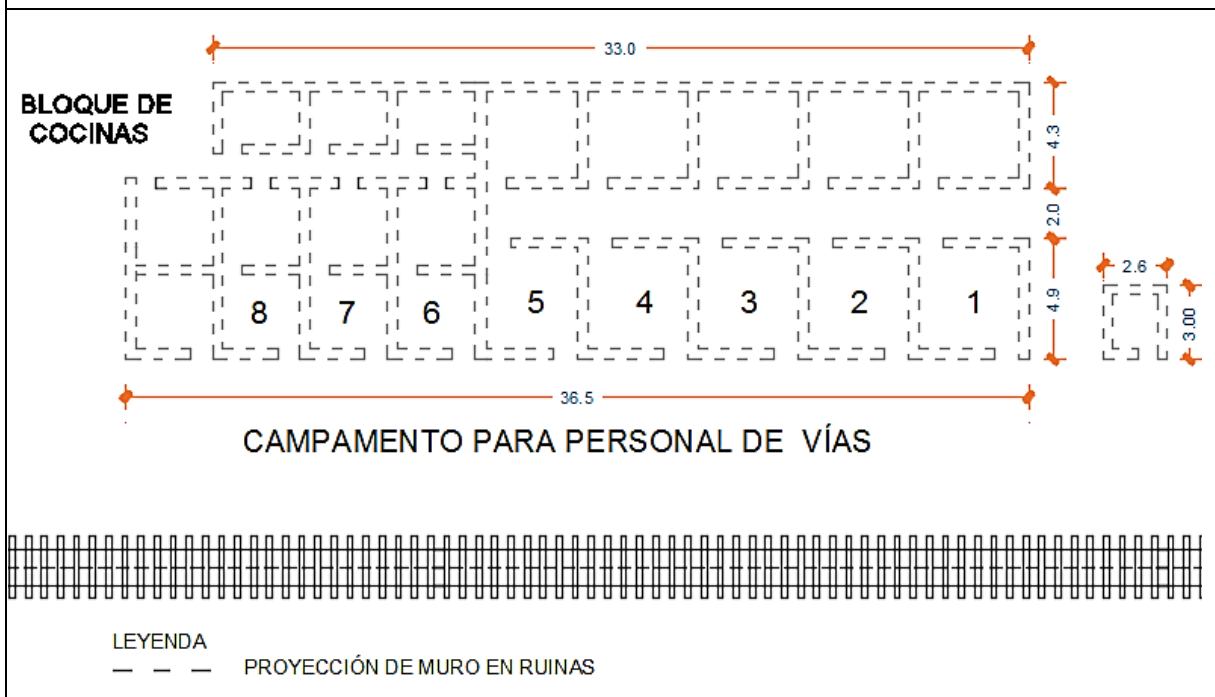 33.0
BLOQUE DE
COCINAS
4.3
2.0
2.6
8 7 6 5 4 3 2 1
4.9
3.00
36.5
CAMPAMENTO PARA PERSONAL DE VÍAS
LEYENDA
PROYECCIÓN DE MURO EN RUINAS